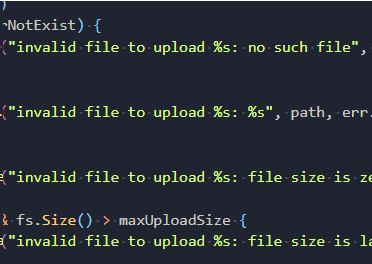 )
rNotExist) {
("invalid file to upload %s: no such file",
("invalid file to upload %s: %s", path, err.
("invalid file to upload %s: file size is ze
& fs.Size() > maxUploadSize {
("invalid file to upload %s: file size is la